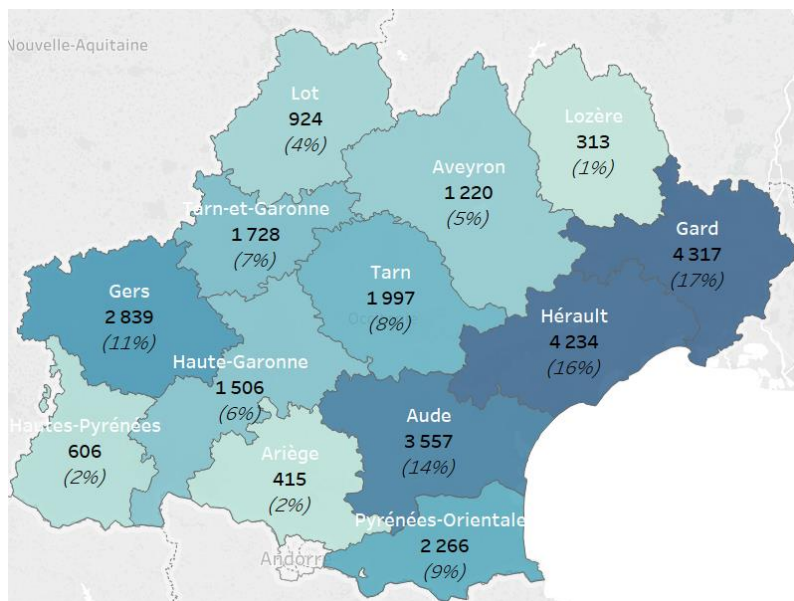 Nouvelle-Aquitaine
Lot
924
(4%)
Lozère
313
(1%)
Aveyron
1 220
(5%)
Tarn-et-Garonne
1 728
(7%)
Gard
4 317
(17%)
Tarn
1 997
(8%)
Gers
2 839
(11%)
Hérault
4 234
(16%)
Haute-Garonne
1 506
(6%)
Aude
3 557
(14%)
Hautes-Pyrénées
606
(2%)
Ariège
415
(2%)
Pyrénées-Orientale
2 266
(9%)
Andorr